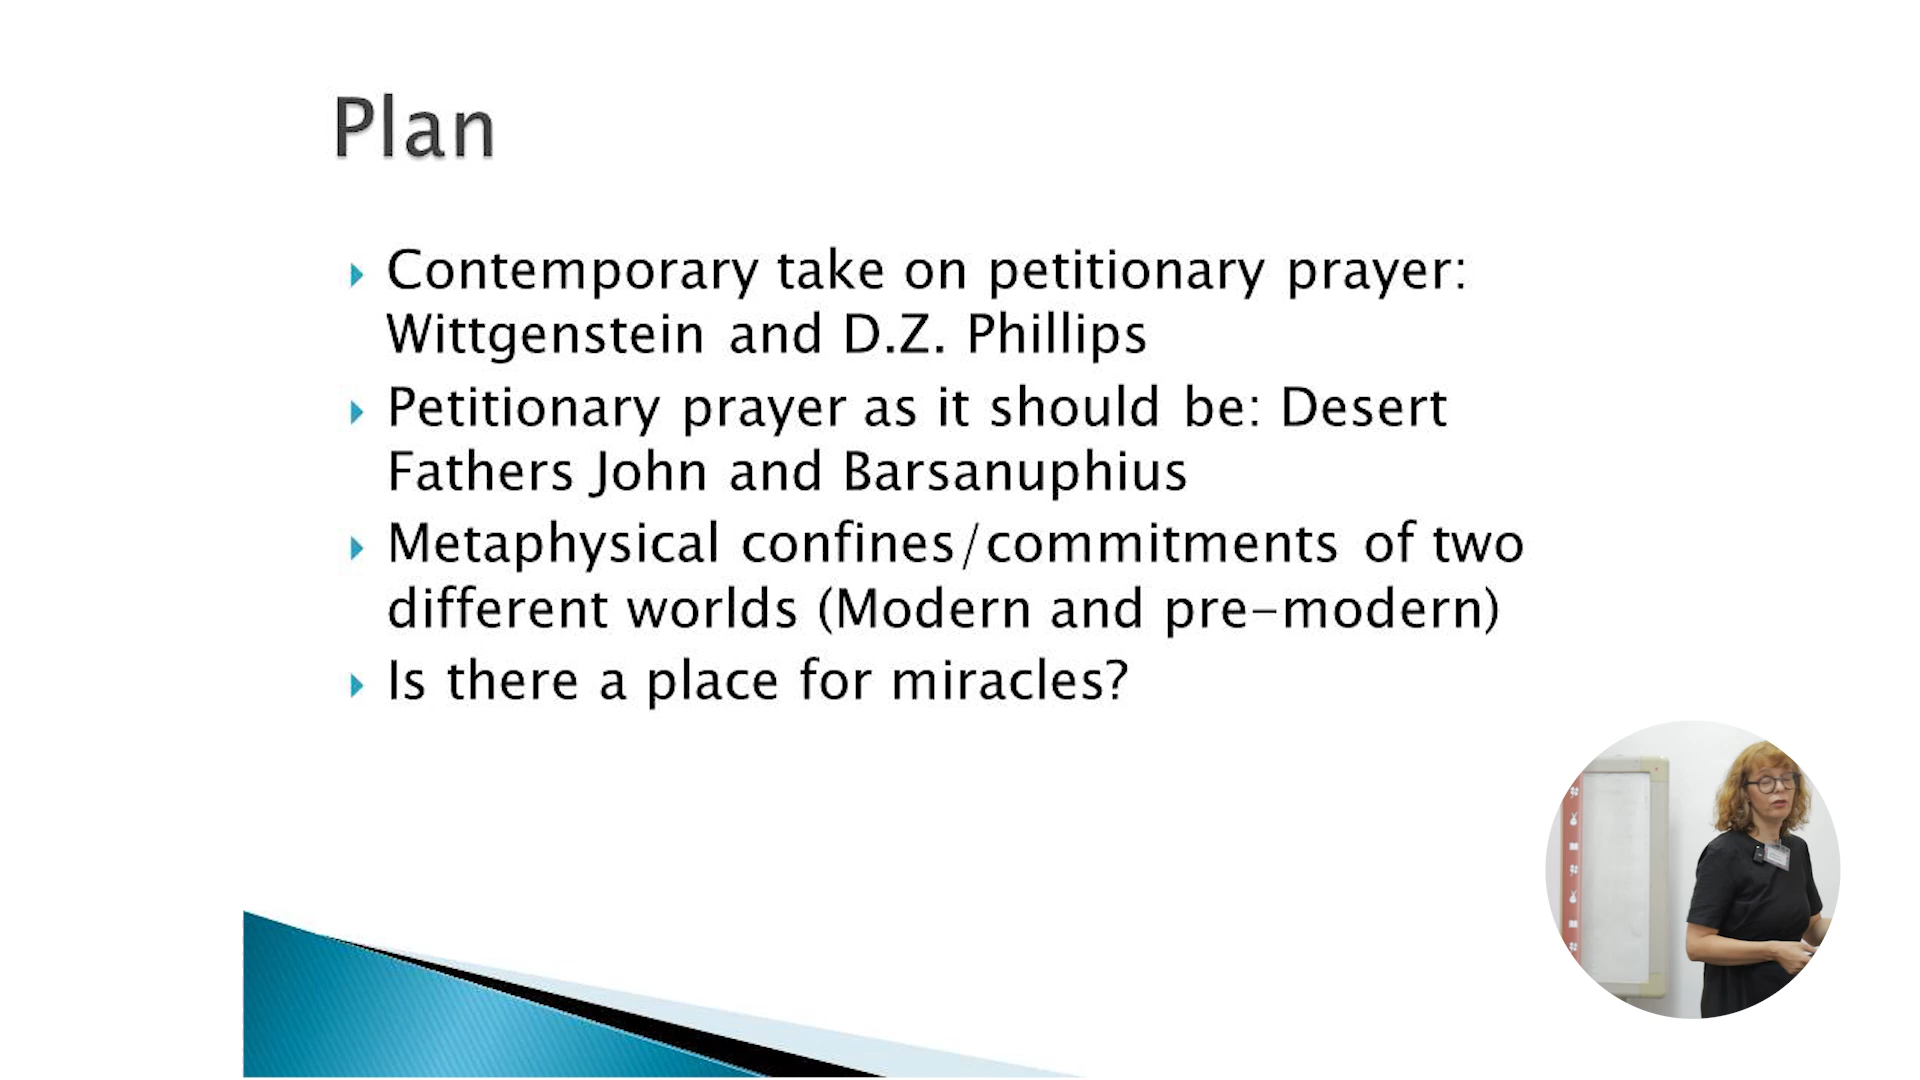 Plan
Contemporary take on petitionary prayer:
Wittgenstein and D.Z. Phillips
Petitionary prayer as it should be: Desert
Fathers John and Barsanuphius
Metaphysical confines/commitments of two
different worlds (Modern and pre-modern)
Is there a place for miracles?